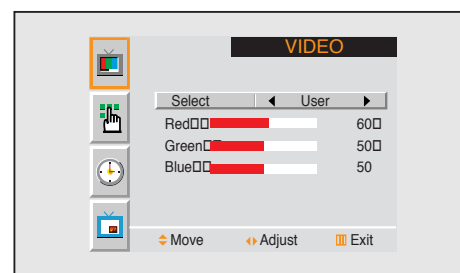 VIDEO
Select User
Red□□ 60□
Green□□ 50□
Blue□□ 50
Move Adjust Exit